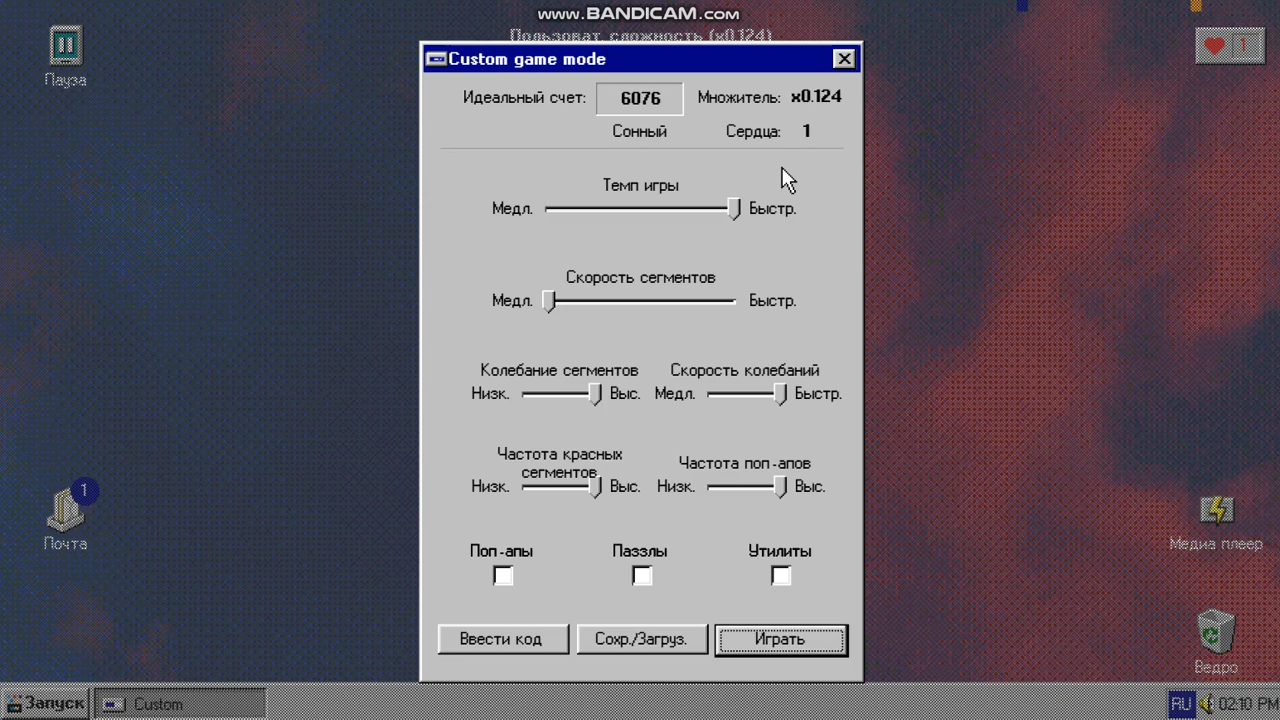 www.BANDICAM.com
Пользоват. сложность (x0.124)
Custom game mode
1
Пауза
Идеальный счет: 6076 Множитель: x0.124
Сонный Сердца: 1
Темп игры
Медл. Быстр.
Скорость сегментов
Медл. Быстр.
Колебание сегментов Скорость колебаний
Низк. Выс. Медл. Быстр.
Частота красных
сегментов Частота поп-апов
Низк. Выс. Низк. Выс.
1
Почта
Медиа плеер
Поп-апы Паззлы Утилиты
Ввести код Сохр./Загруз. Играть
Ведро
Запуск Custom RU 02:10 PM